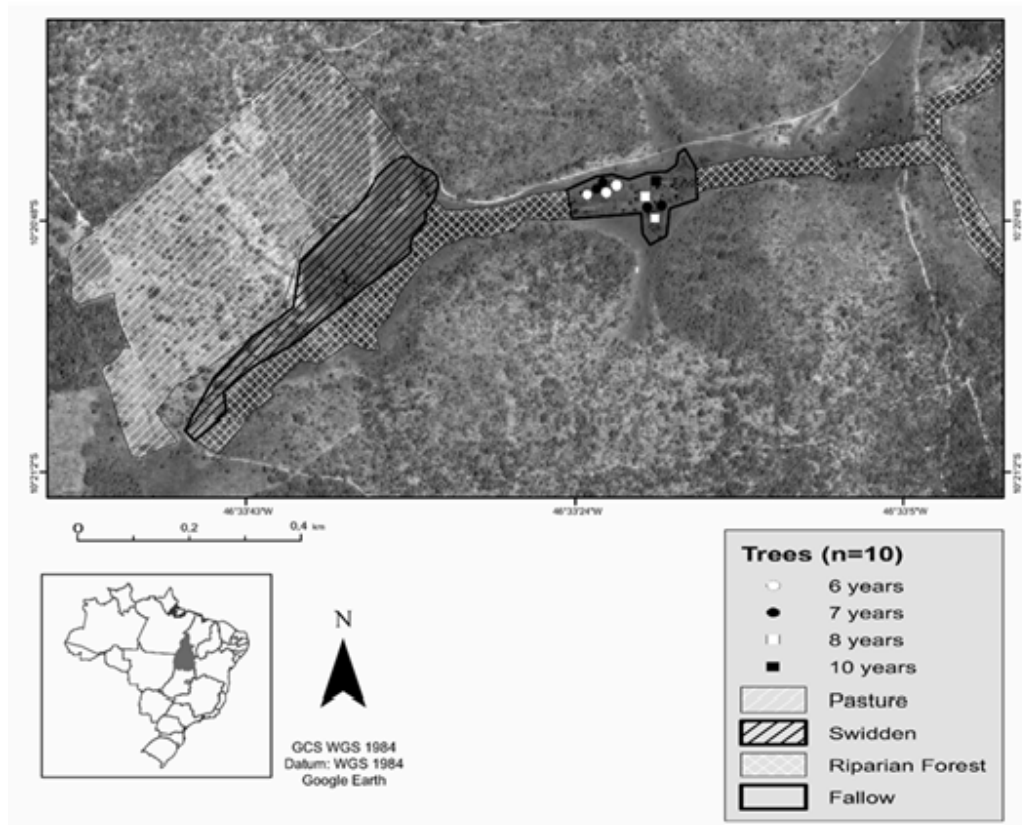 10°20'48"S
10°20'48"S
10°21'2"S
10°21'2"S
46°33'43"W
46°33'24"W
46°33'5"W
0
0.2
0.4 km
N
GCS WGS 1984
Datum: WGS 1984
Google Earth
Trees (n=10)
6 years
7 years
8 years
10 years
Pasture
Swidden
Riparian Forest
Fallow